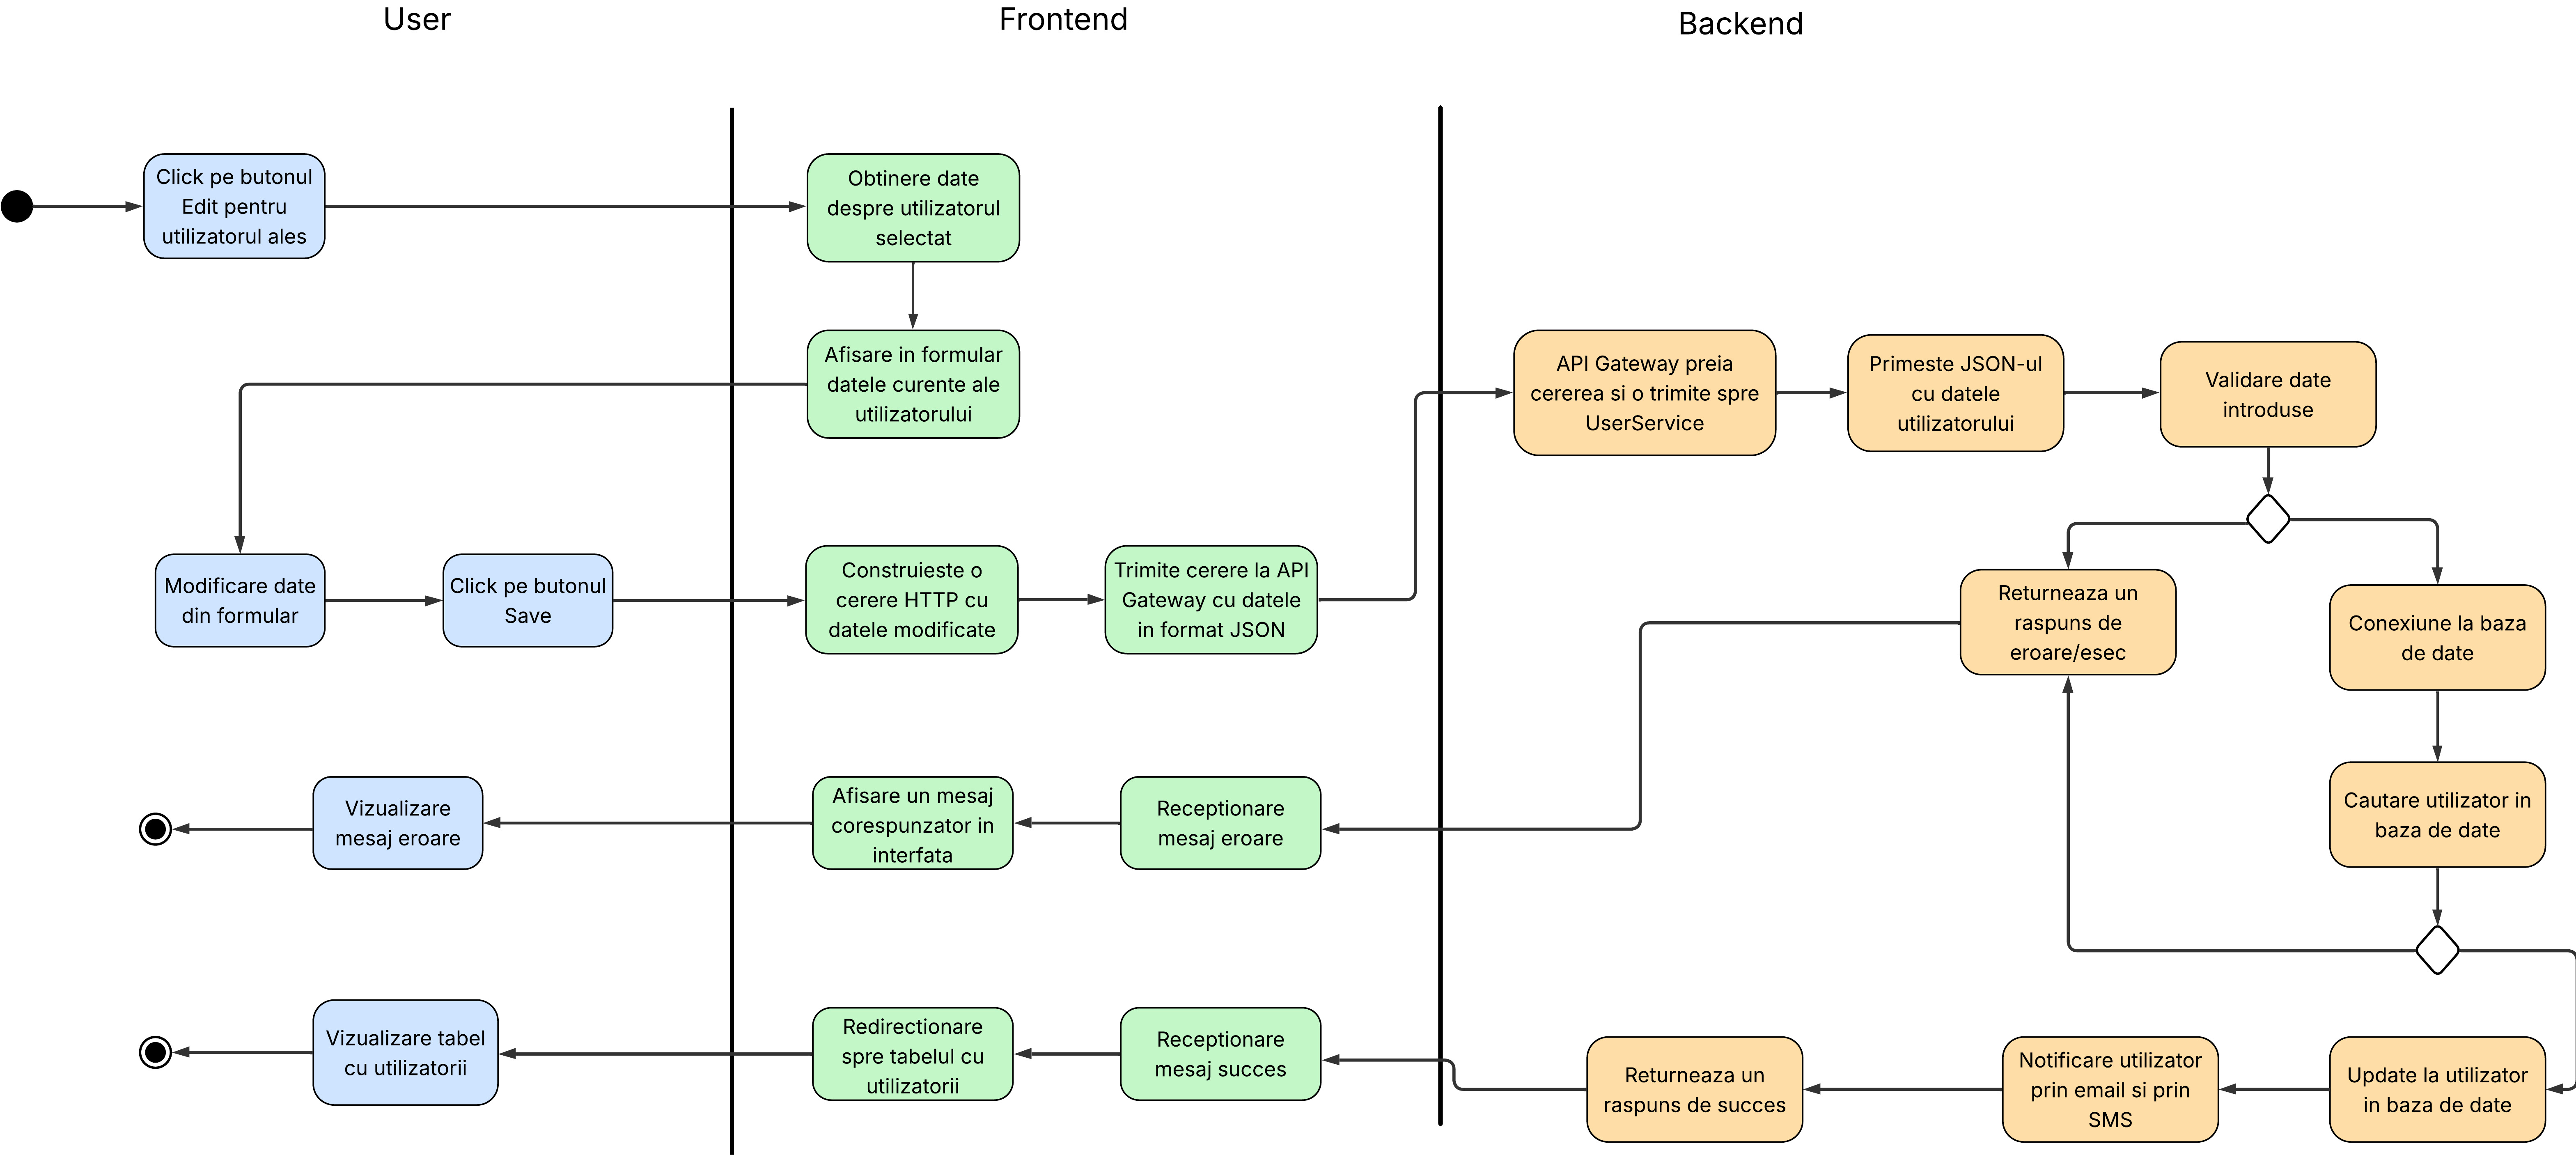 User
Frontend
Backend
Click pe butonul
Edit pentru
utilizatorul ales
Obtinere date
despre utilizatorul
selectat
Afisare in formular
datele curente ale
utilizatorului
API Gateway preia
cererea si o trimite spre
UserService
Primeste JSON-ul
cu datele
utilizatorului
Validare date
introduse
Modificare date
din formular
Click pe butonul
Save
Construieste o
cerere HTTP cu
datele modificate
Trimite cerere la API
Gateway cu datele
in format JSON
Returneaza un
raspuns de
eroare/esec
Conexiune la baza
de date
Vizualizare
mesaj eroare
Afisare un mesaj
corespunzator in
interfata
Receptionare
mesaj eroare
Cautare utilizator in
baza de date
Vizualizare tabel
cu utilizatorii
Redirectionare
spre tabelul cu
utilizatorii
Receptionare
mesaj succes
Returneaza un
raspuns de succes
Notificare utilizator
prin email si prin
SMS
Update la utilizator
in baza de date